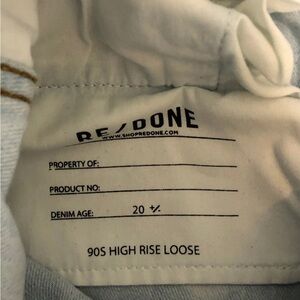 RE/DONE
WWW.SHOPREDONE.COM
PROPERTY OF:
PRODUCT NO:
DENIM AGE: 20 +/-
90S HIGH RISE LOOSE